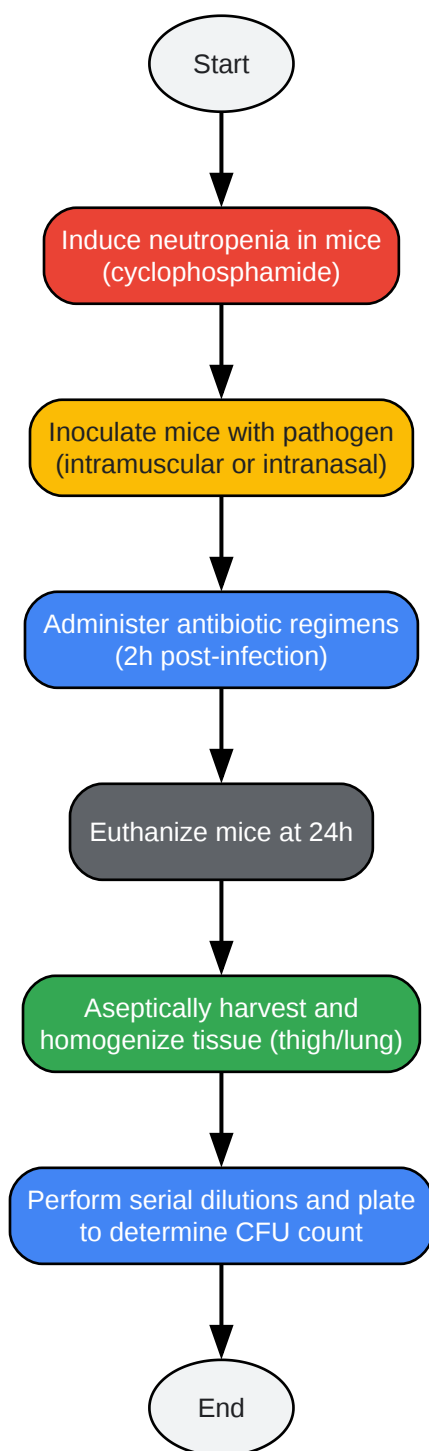 Start
Induce neutropenia in mice
(cyclophosphamide)
Inoculate mice with pathogen
(intramuscular or intranasal)
Administer antibiotic regimens
(2h post-infection)
Euthanize mice at 24h
Aseptically harvest and
homogenize tissue (thigh/lung)
Perform serial dilutions and plate
to determine CFU count
End